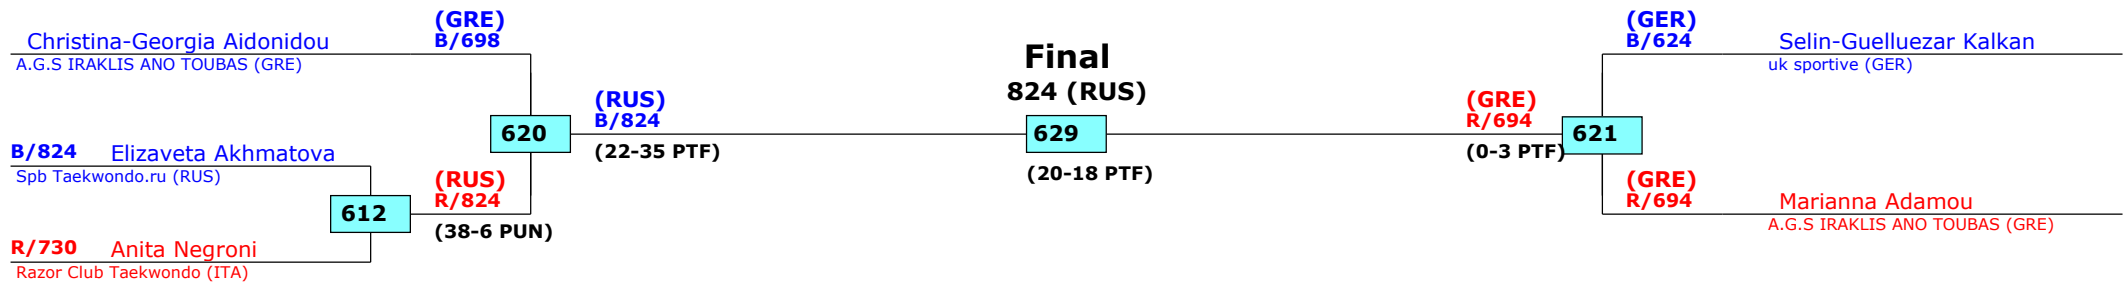 (GRE)
Christina-Georgia Aidonidou B/698
A.G.S IRAKLIS ANO TOUBAS (GRE)
B/824 Elizaveta Akhmatova
Spb Taekwondo.ru (RUS)
R/730 Anita Negroni
Razor Club Taekwondo (ITA)
612
(RUS)
R/824
(38-6 PUN)
620
(RUS)
B/824
(22-35 PTF)
Final
824 (RUS)
629
(20-18 PTF)
(GRE)
R/694
(0-3 PTF)
621
(GER)
B/624 Selin-Guelluezar Kalkan
uk sportive (GER)
(GRE)
R/694 Marianna Adamou
A.G.S IRAKLIS ANO TOUBAS (GRE)